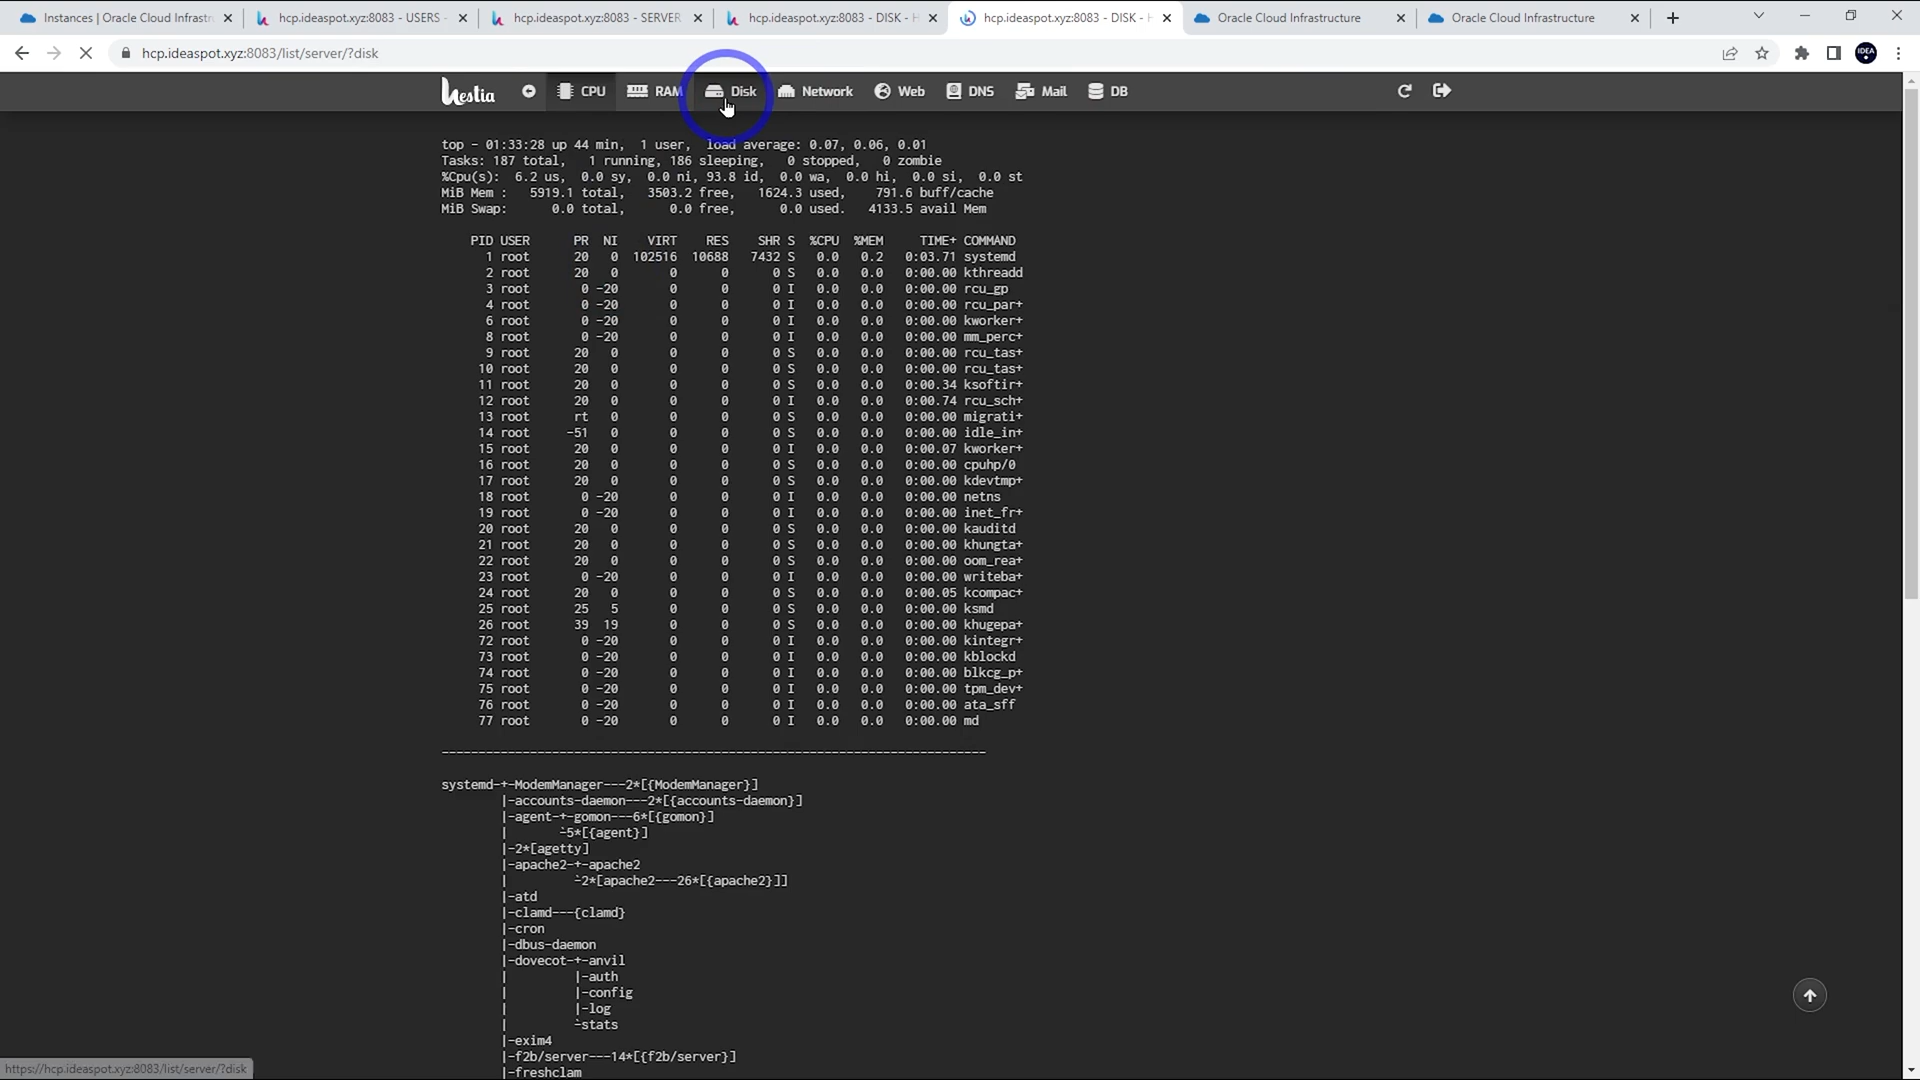 Instances | Oracle Cloud Infrastr
hcp.ideaspot.xyz:8083 - USERS -
hcp.ideaspot.xyz:8083 - SERVER
hcp.ideaspot.xyz:8083 - DISK - H
hcp.ideaspot.xyz:8083 - DISK - H
Oracle Cloud Infrastructure
Oracle Cloud Infrastructure
hcp.ideaspot.xyz:8083/list/server/?disk
IDEA
hestia
CPU
RAM
Disk
Network
Web
DNS
Mail
DB
top - 01:33:28 up 44 min,  1 user,  load average: 0.07, 0.06, 0.01
Tasks: 187 total,   1 running, 186 sleeping,   0 stopped,   0 zombie
%Cpu(s):  6.2 us,  0.0 sy,  0.0 ni, 93.8 id,  0.0 wa,  0.0 hi,  0.0 si,  0.0 st
MiB Mem :   5919.1 total,   3503.2 free,   1624.3 used,    791.6 buff/cache
MiB Swap:      0.0 total,      0.0 free,      0.0 used.   4133.5 avail Mem
PID USER      PR  NI    VIRT    RES    SHR S  %CPU  %MEM     TIME+ COMMAND
1 root      20   0  102516  10688   7432 S   0.0   0.2   0:03.71 systemd
2 root      20   0       0      0      0 S   0.0   0.0   0:00.00 kthreadd
3 root       0 -20       0      0      0 I   0.0   0.0   0:00.00 rcu_gp
4 root       0 -20       0      0      0 I   0.0   0.0   0:00.00 rcu_par+
6 root       0 -20       0      0      0 I   0.0   0.0   0:00.00 kworker+
8 root       0 -20       0      0      0 I   0.0   0.0   0:00.00 mm_perc+
9 root      20   0       0      0      0 S   0.0   0.0   0:00.00 rcu_tas+
10 root      20   0       0      0      0 S   0.0   0.0   0:00.00 rcu_tas+
11 root      20   0       0      0      0 S   0.0   0.0   0:00.34 ksoftir+
12 root      20   0       0      0      0 I   0.0   0.0   0:00.74 rcu_sch+
13 root      rt   0       0      0      0 S   0.0   0.0   0:00.00 migrati+
14 root     -51   0       0      0      0 S   0.0   0.0   0:00.00 idle_in+
15 root      20   0       0      0      0 I   0.0   0.0   0:00.07 kworker+
16 root      20   0       0      0      0 S   0.0   0.0   0:00.00 cpuhp/0
17 root      20   0       0      0      0 S   0.0   0.0   0:00.00 kdevtmp+
18 root       0 -20       0      0      0 I   0.0   0.0   0:00.00 netns
19 root       0 -20       0      0      0 I   0.0   0.0   0:00.00 inet_fr+
20 root      20   0       0      0      0 S   0.0   0.0   0:00.00 kauditd
21 root      20   0       0      0      0 S   0.0   0.0   0:00.00 khungta+
22 root      20   0       0      0      0 S   0.0   0.0   0:00.00 oom_rea+
23 root       0 -20       0      0      0 I   0.0   0.0   0:00.00 writeba+
24 root      20   0       0      0      0 S   0.0   0.0   0:00.05 kcompac+
25 root      25   5       0      0      0 S   0.0   0.0   0:00.00 ksmd
26 root      39  19       0      0      0 S   0.0   0.0   0:00.00 khugepa+
72 root       0 -20       0      0      0 I   0.0   0.0   0:00.00 kintegr+
73 root       0 -20       0      0      0 I   0.0   0.0   0:00.00 kblockd
74 root       0 -20       0      0      0 I   0.0   0.0   0:00.00 blkcg_p+
75 root       0 -20       0      0      0 I   0.0   0.0   0:00.00 tpm_dev+
76 root       0 -20       0      0      0 I   0.0   0.0   0:00.00 ata_sff
77 root       0 -20       0      0      0 I   0.0   0.0   0:00.00 md
--------------------------------------------------------------------------
systemd-+-ModemManager---2*[{ModemManager}]
|-accounts-daemon---2*[{accounts-daemon}]
|-agent-+-gomon---6*[{gomon}]
|       `-5*[{agent}]
|-2*[agetty]
|-apache2-+-apache2
|         `-2*[apache2---26*[{apache2}]]
|-atd
|-clamd---{clamd}
|-cron
|-dbus-daemon
|-dovecot-+-anvil
|         |-auth
|         |-config
|         |-log
|         `-stats
|-exim4
|-f2b/server---14*[{f2b/server}]
|-freshclam
https://hcp.ideaspot.xyz:8083/list/server/?disk